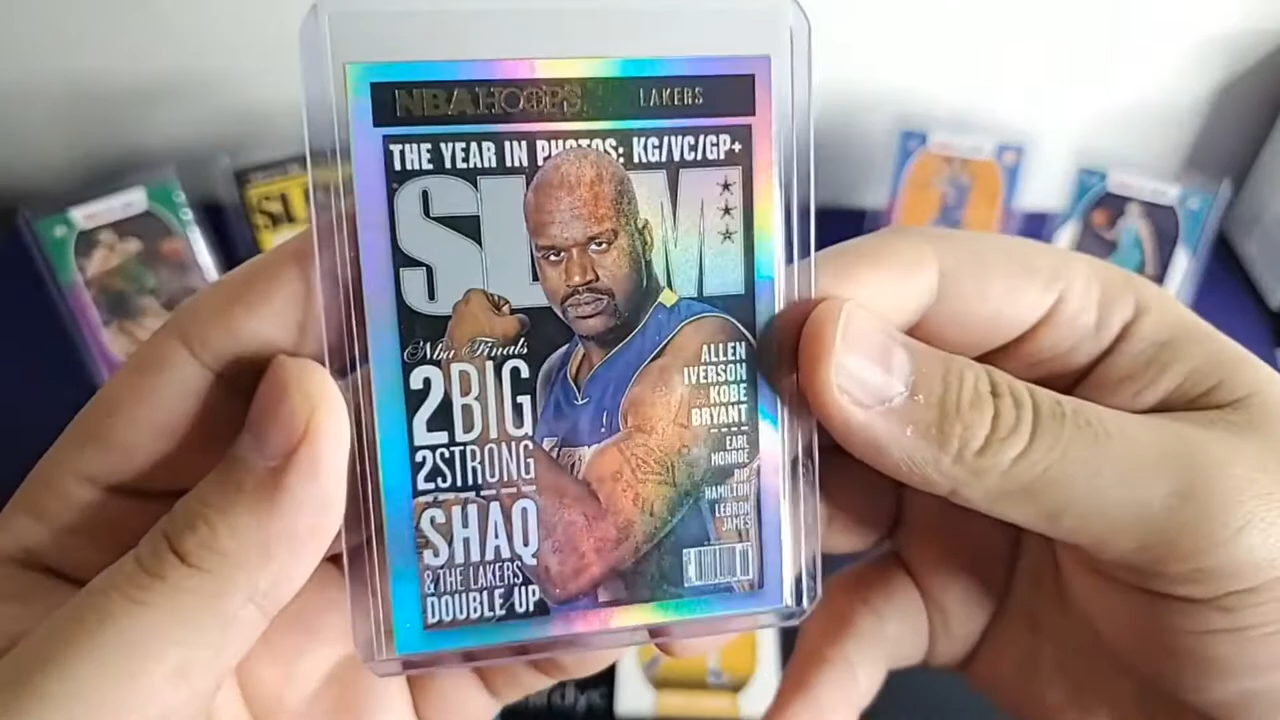 NBA HOOPS LAKERS
THE YEAR IN PHOTOS: KG/VC/GP+
SLAM
Nba Finals
2BIG
2STRONG
SHAQ
& THE LAKERS
DOUBLE UP
ALLEN
IVERSON
KOBE
BRYANT
EARL
MONROE
RIP
HAMILTON
LEBRON
JAMES